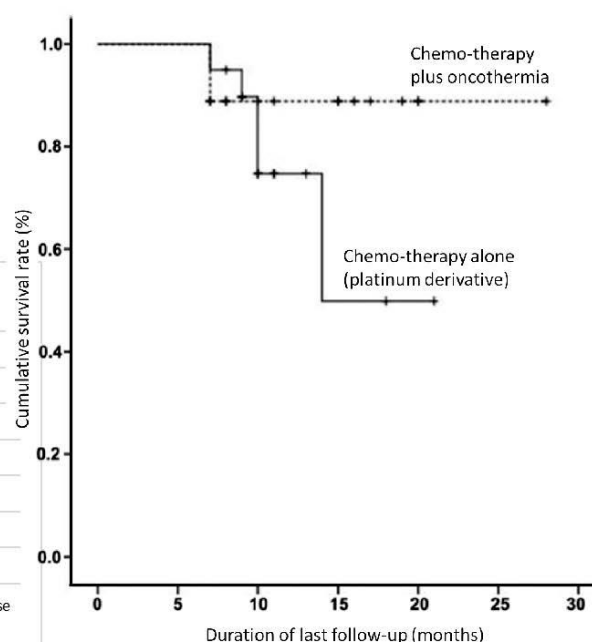 1.0
0.8
0.6
0.4
0.2
0.0
Cumulative survival rate (%)
Chemo-therapy
plus oncothermia
Chemo-therapy alone
(platinum derivative)
0 5 10 15 20 25 30
Duration of last follow-up (months)
se